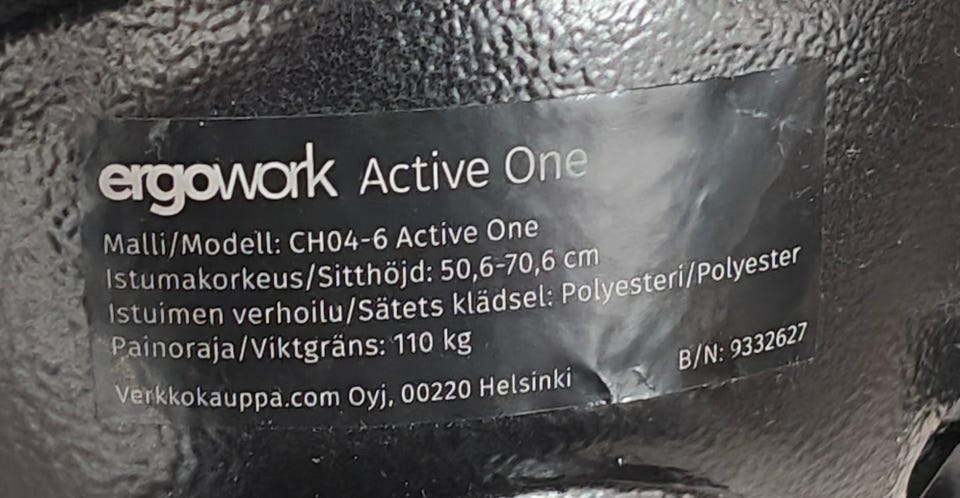 ergowork Active One
Malli/Modell: CH04-6 Active One
Istumakorkeus/Sitthöjd: 50,6-70,6 cm
Istuimen verhoilu/Sätets klädsel: Polyesteri/Polyester
Painoraja/Viktgräns: 110 kg
Verkkokauppa.com Oyj, 00220 Helsinki
B/N: 9332627